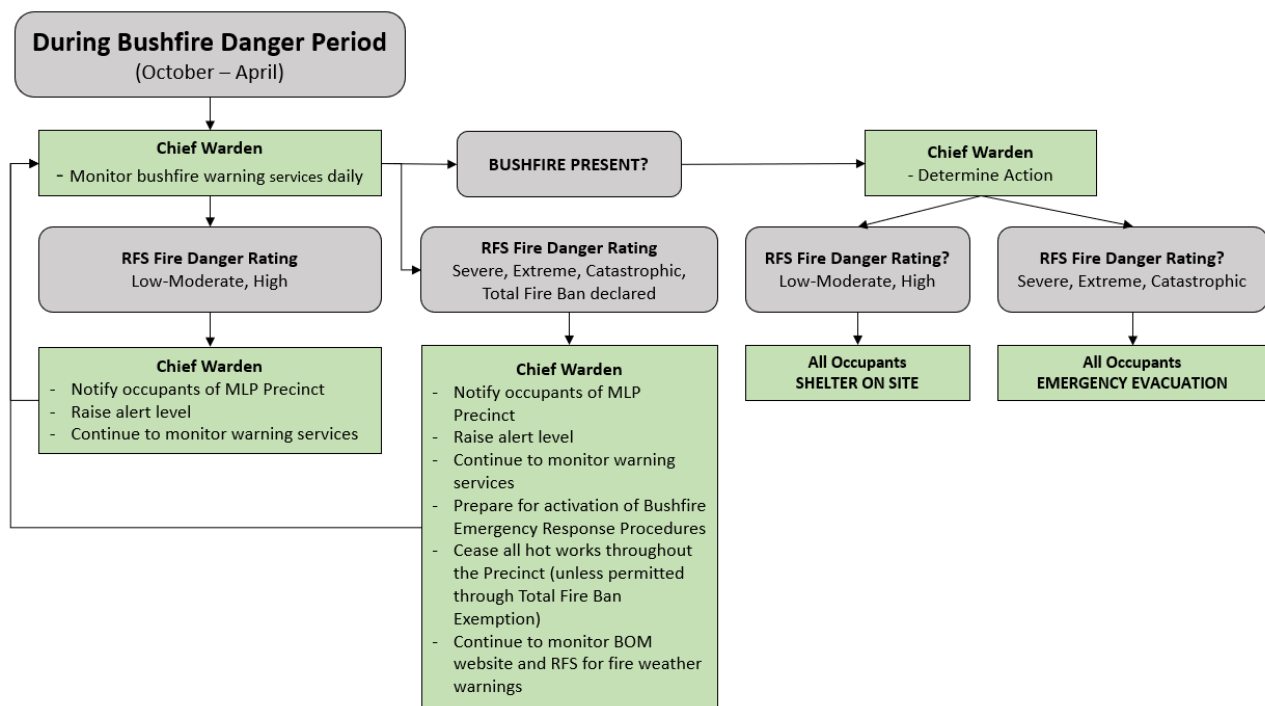 During Bushfire Danger Period
(October – April)
Chief Warden
- Monitor bushfire warning services daily
BUSHFIRE PRESENT?
Chief Warden
- Determine Action
RFS Fire Danger Rating
Low-Moderate, High
RFS Fire Danger Rating
Severe, Extreme, Catastrophic,
Total Fire Ban declared
RFS Fire Danger Rating?
Low-Moderate, High
RFS Fire Danger Rating?
Severe, Extreme, Catastrophic
Chief Warden
- Notify occupants of MLP Precinct
- Raise alert level
- Continue to monitor warning services
Chief Warden
- Notify occupants of MLP
Precinct
- Raise alert level
- Continue to monitor warning
services
- Prepare for activation of Bushfire
Emergency Response Procedures
- Cease all hot works throughout
the Precinct (unless permitted
through Total Fire Ban
Exemption)
- Continue to monitor BOM
website and RFS for fire weather
warnings
All Occupants
SHELTER ON SITE
All Occupants
EMERGENCY EVACUATION